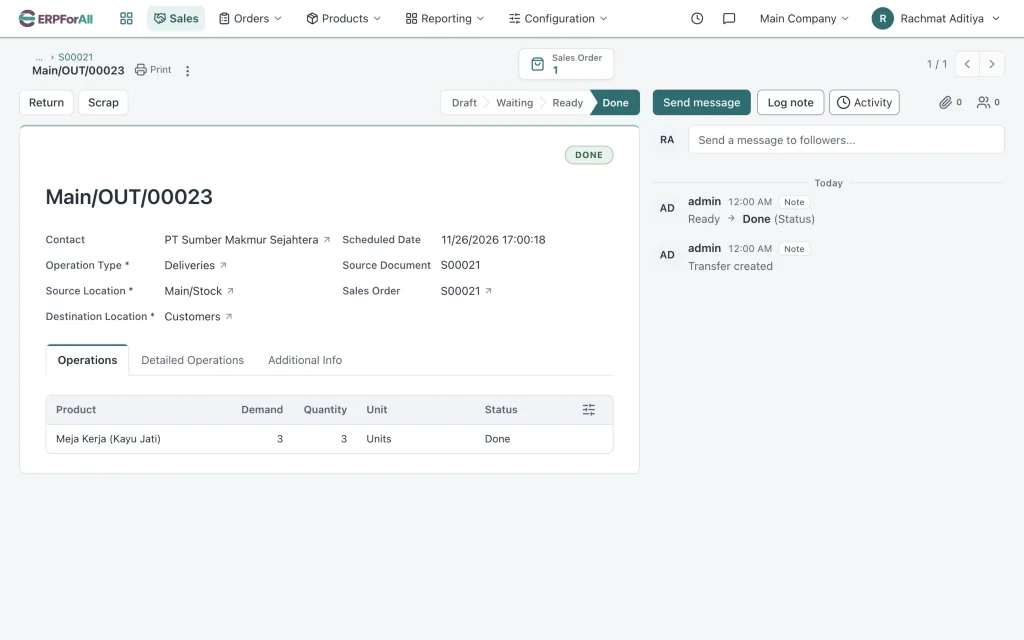 ERPForAll Sales Orders Products Reporting Configuration Main Company R Rachmat Aditiya
... › S00021
Main/OUT/00023 Print
Sales Order
1
1 / 1
Return Scrap
Draft Waiting Ready Done
Send message Log note Activity 0 0
DONE
Main/OUT/00023
Contact PT Sumber Makmur Sejahtera Scheduled Date 11/26/2026 17:00:18
Operation Type * Deliveries Source Document S00021
Source Location * Main/Stock Sales Order S00021
Destination Location * Customers
Operations Detailed Operations Additional Info
Product Demand Quantity Unit Status
Meja Kerja (Kayu Jati) 3 3 Units Done
RA Send a message to followers...
Today
AD admin 12:00 AM Note
Ready → Done (Status)
AD admin 12:00 AM Note
Transfer created